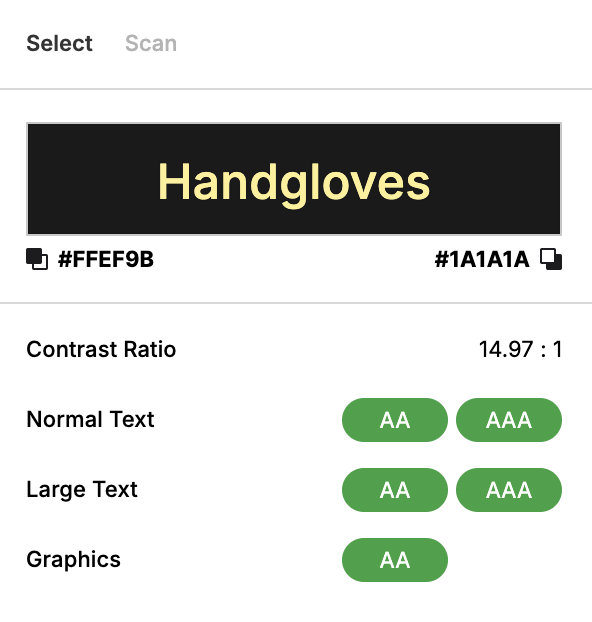 Select Scan
Handgloves
#FFEF9B #1A1A1A
Contrast Ratio 14.97 : 1
Normal Text AA AAA
Large Text AA AAA
Graphics AA